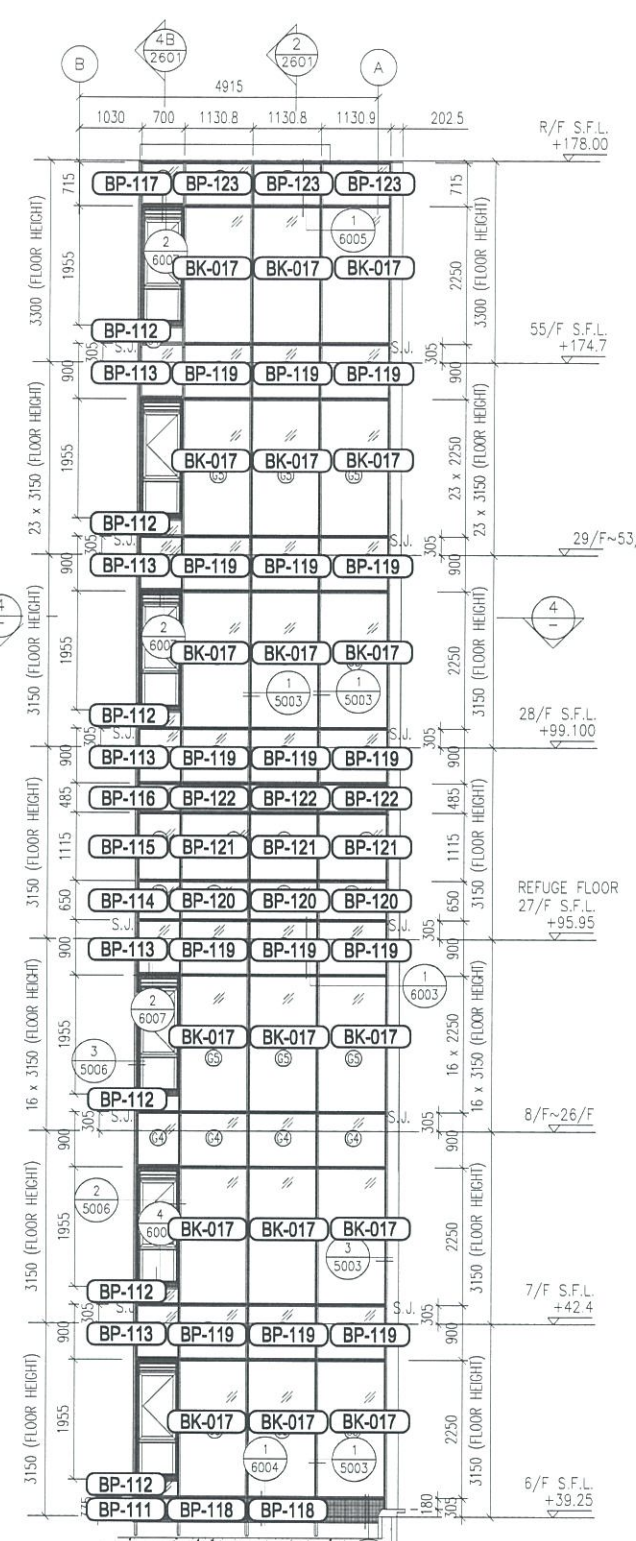 B
4B
2601
2
2601
A
4915
1030 700 1130.8 1130.8 1130.9 202.5
R/F S.F.L.
+178.00
715
BP-117 BP-123 BP-123 BP-123
715
2
6007
1
6005
3300 (FLOOR HEIGHT)
1955
BK-017 BK-017 BK-017
2250
3300 (FLOOR HEIGHT)
BP-112
55/F S.F.L.
+174.7
305
S.J.
S.J.
305
900
BP-113 BP-119 BP-119 BP-119
900
23 x 3150 (FLOOR HEIGHT)
1955
BK-017 BK-017 BK-017
G5 G5 G5
23 x 2250
23 x 3150 (FLOOR HEIGHT)
BP-112
305
S.J.
S.J.
305
29/F~53,
900
BP-113 BP-119 BP-119 BP-119
900
4
–
3150 (FLOOR HEIGHT)
1955
2
6007
BK-017 BK-017 BK-017
1
5003
1
5003
2250
3150 (FLOOR HEIGHT)
4
–
BP-112
28/F S.F.L.
+99.100
305
S.J.
S.J.
305
900
BP-113 BP-119 BP-119 BP-119
900
485
BP-116 BP-122 BP-122 BP-122
485
3150 (FLOOR HEIGHT)
1115
BP-115 BP-121 BP-121 BP-121
1115
3150 (FLOOR HEIGHT)
650
BP-114 BP-120 BP-120 BP-120
650
REFUGE FLOOR
27/F S.F.L.
+95.95
S.J.
S.J.
305
900
BP-113 BP-119 BP-119 BP-119
900
1
6003
16 x 3150 (FLOOR HEIGHT)
1955
2
6007
BK-017 BK-017 BK-017
G5 G5 G5
16 x 2250
16 x 3150 (FLOOR HEIGHT)
3
5006
BP-112
305
S.J.
S.J.
305
8/F~26/F
900
G4 G4 G4 G4
900
2
5006
3150 (FLOOR HEIGHT)
1955
4
BK-017 BK-017 BK-017
3
5003
2250
3150 (FLOOR HEIGHT)
BP-112
7/F S.F.L.
+42.4
305
S.J.
S.J.
305
900
BP-113 BP-119 BP-119 BP-119
900
3150 (FLOOR HEIGHT)
1955
BK-017 BK-017 BK-017
1
6004
1
5003
2250
3150 (FLOOR HEIGHT)
BP-112
6/F S.F.L.
+39.25
BP-111 BP-118 BP-118
180
305